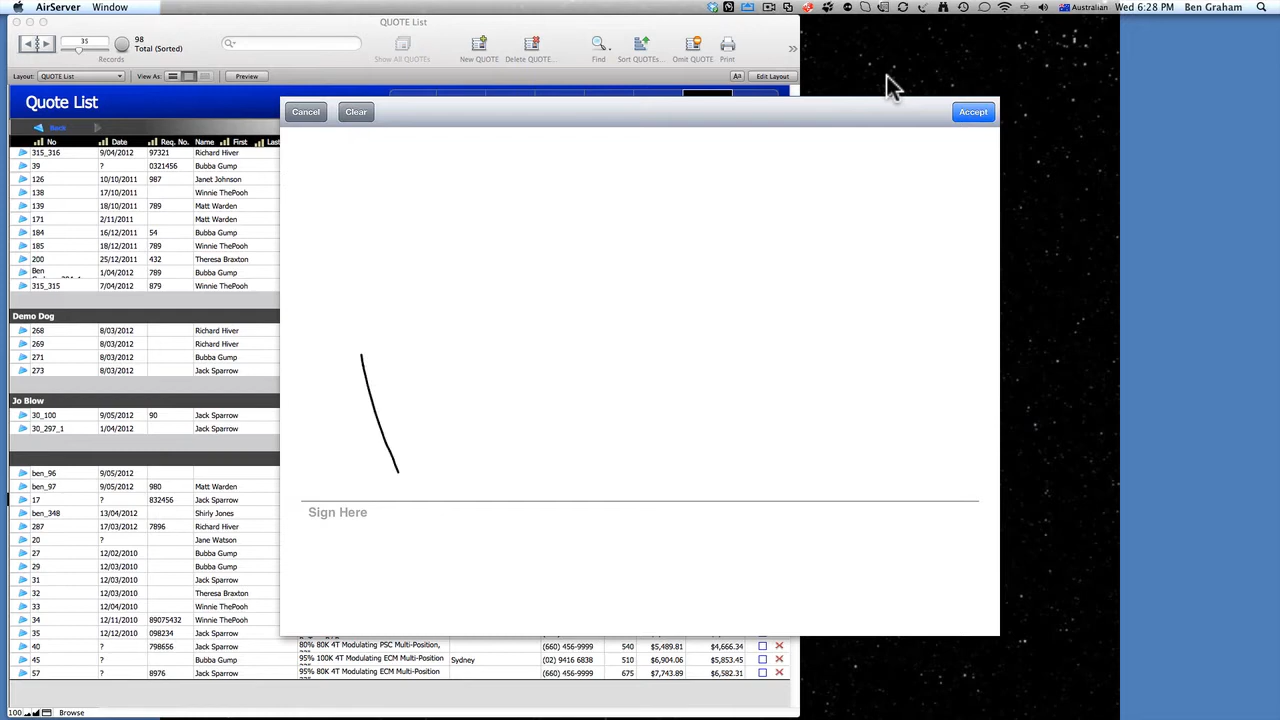 AirServer Window Australian Wed 6:28 PM Ben Graham
QUOTE List
35 98 Total (Sorted)
Records Show All QUOTEs New QUOTE Delete QUOTE... Find Sort QUOTEs... Omit QUOTE Print
Layout: QUOTE List View As: Preview Aa Edit Layout
Quote List
Cancel Clear Accept
Back
No Date Req. No. Name First Last
315_316 9/04/2012 97321 Richard Hiver
39 ? 0321456 Bubba Gump
126 10/10/2011 987 Janet Johnson
138 17/10/2011 Winnie ThePooh
139 18/10/2011 789 Matt Warden
171 2/11/2011 Matt Warden
184 16/12/2011 54 Bubba Gump
185 18/12/2011 789 Winnie ThePooh
200 25/12/2011 432 Theresa Braxton
Ben 1/04/2012 789 Bubba Gump
315_315 7/04/2012 879 Winnie ThePooh
Demo Dog
268 8/03/2012 Richard Hiver
269 8/03/2012 Richard Hiver
271 8/03/2012 Bubba Gump
273 8/03/2012 Jack Sparrow
Jo Blow
30_100 9/05/2012 90 Jack Sparrow
30_297_1 1/04/2012 Jack Sparrow
ben_96 9/05/2012
ben_97 9/05/2012 980 Matt Warden
17 ? 832456 Jack Sparrow
Sign Here
ben_348 13/04/2012 Shirly Jones
287 17/03/2012 7896 Richard Hiver
20 ? Jane Watson
27 12/02/2010 Bubba Gump
29 12/03/2010 Bubba Gump
31 12/03/2010 Jack Sparrow
32 12/03/2010 Theresa Braxton
33 12/04/2010 Winnie ThePooh
34 12/11/2010 89075432 Winnie ThePooh
35 12/12/2010 098234 Jack Sparrow
40 ? 798656 Jack Sparrow 80% 80K 4T Modulating PSC Multi-Position, (660) 456-9999 540 $5,489.81 $4,666.34
45 ? Bubba Gump 95% 100K 4T Modulating ECM Multi-Position Sydney (02) 9416 6838 510 $6,904.06 $5,853.45
57 ? 8976 Jack Sparrow 95% 80K 4T Modulating ECM Multi-Position (660) 456-9999 675 $7,743.89 $6,582.31
100 Browse